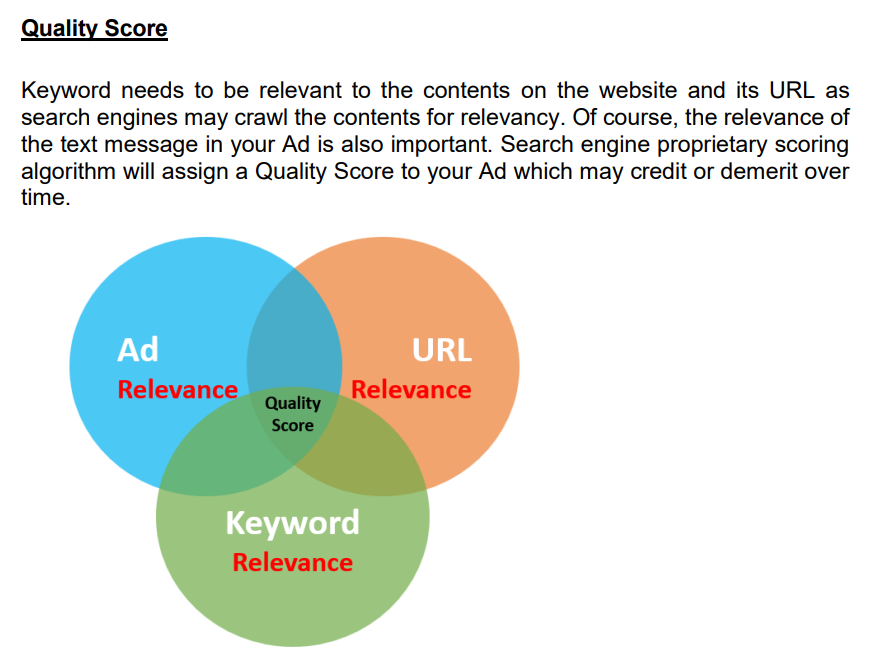 Quality Score
Keyword needs to be relevant to the contents on the website and its URL as
search engines may crawl the contents for relevancy. Of course, the relevance of
the text message in your Ad is also important. Search engine proprietary scoring
algorithm will assign a Quality Score to your Ad which may credit or demerit over
time.
Ad
Relevance
URL
Relevance
Quality
Score
Keyword
Relevance